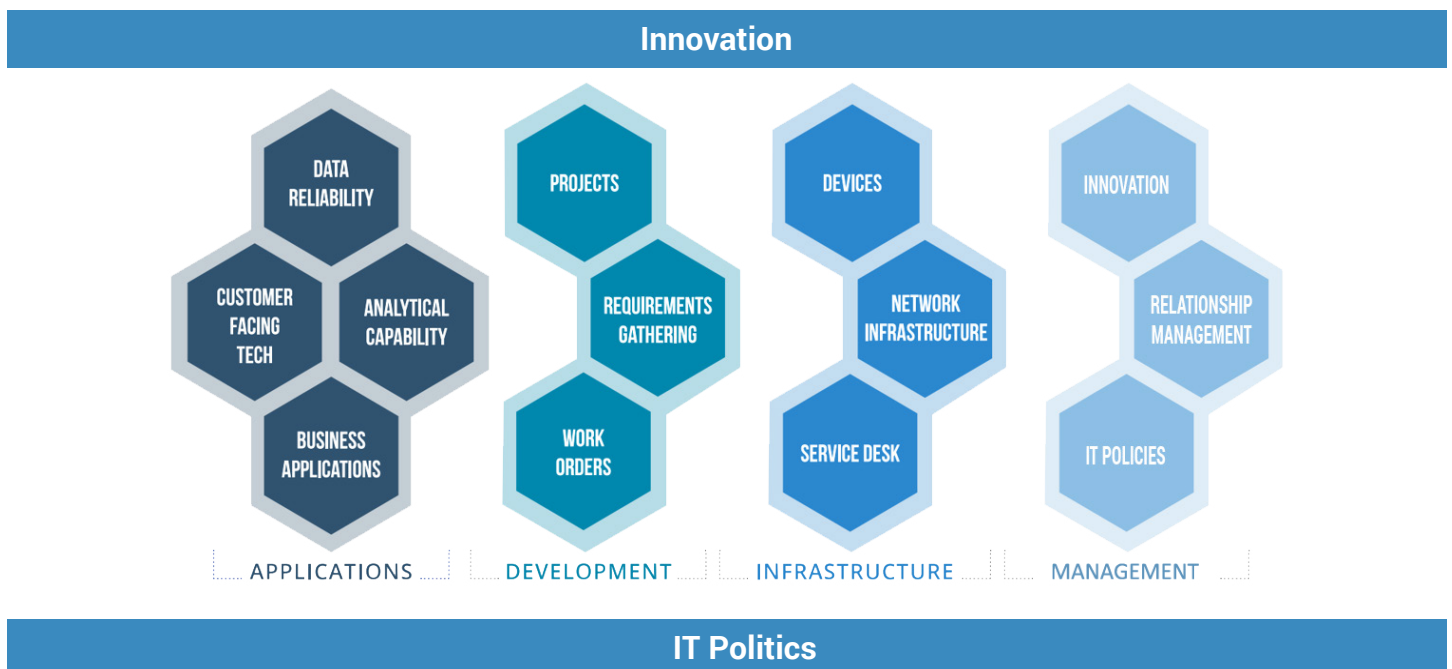 Innovation
DATA
RELIABILITY
CUSTOMER
FACING
TECH
ANALYTICAL
CAPABILITY
BUSINESS
APPLICATIONS
APPLICATIONS
PROJECTS
REQUIREMENTS
GATHERING
WORK
ORDERS
DEVELOPMENT
DEVICES
NETWORK
INFRASTRUCTURE
SERVICE DESK
INFRASTRUCTURE
INNOVATION
RELATIONSHIP
MANAGEMENT
IT POLICIES
MANAGEMENT
IT Politics